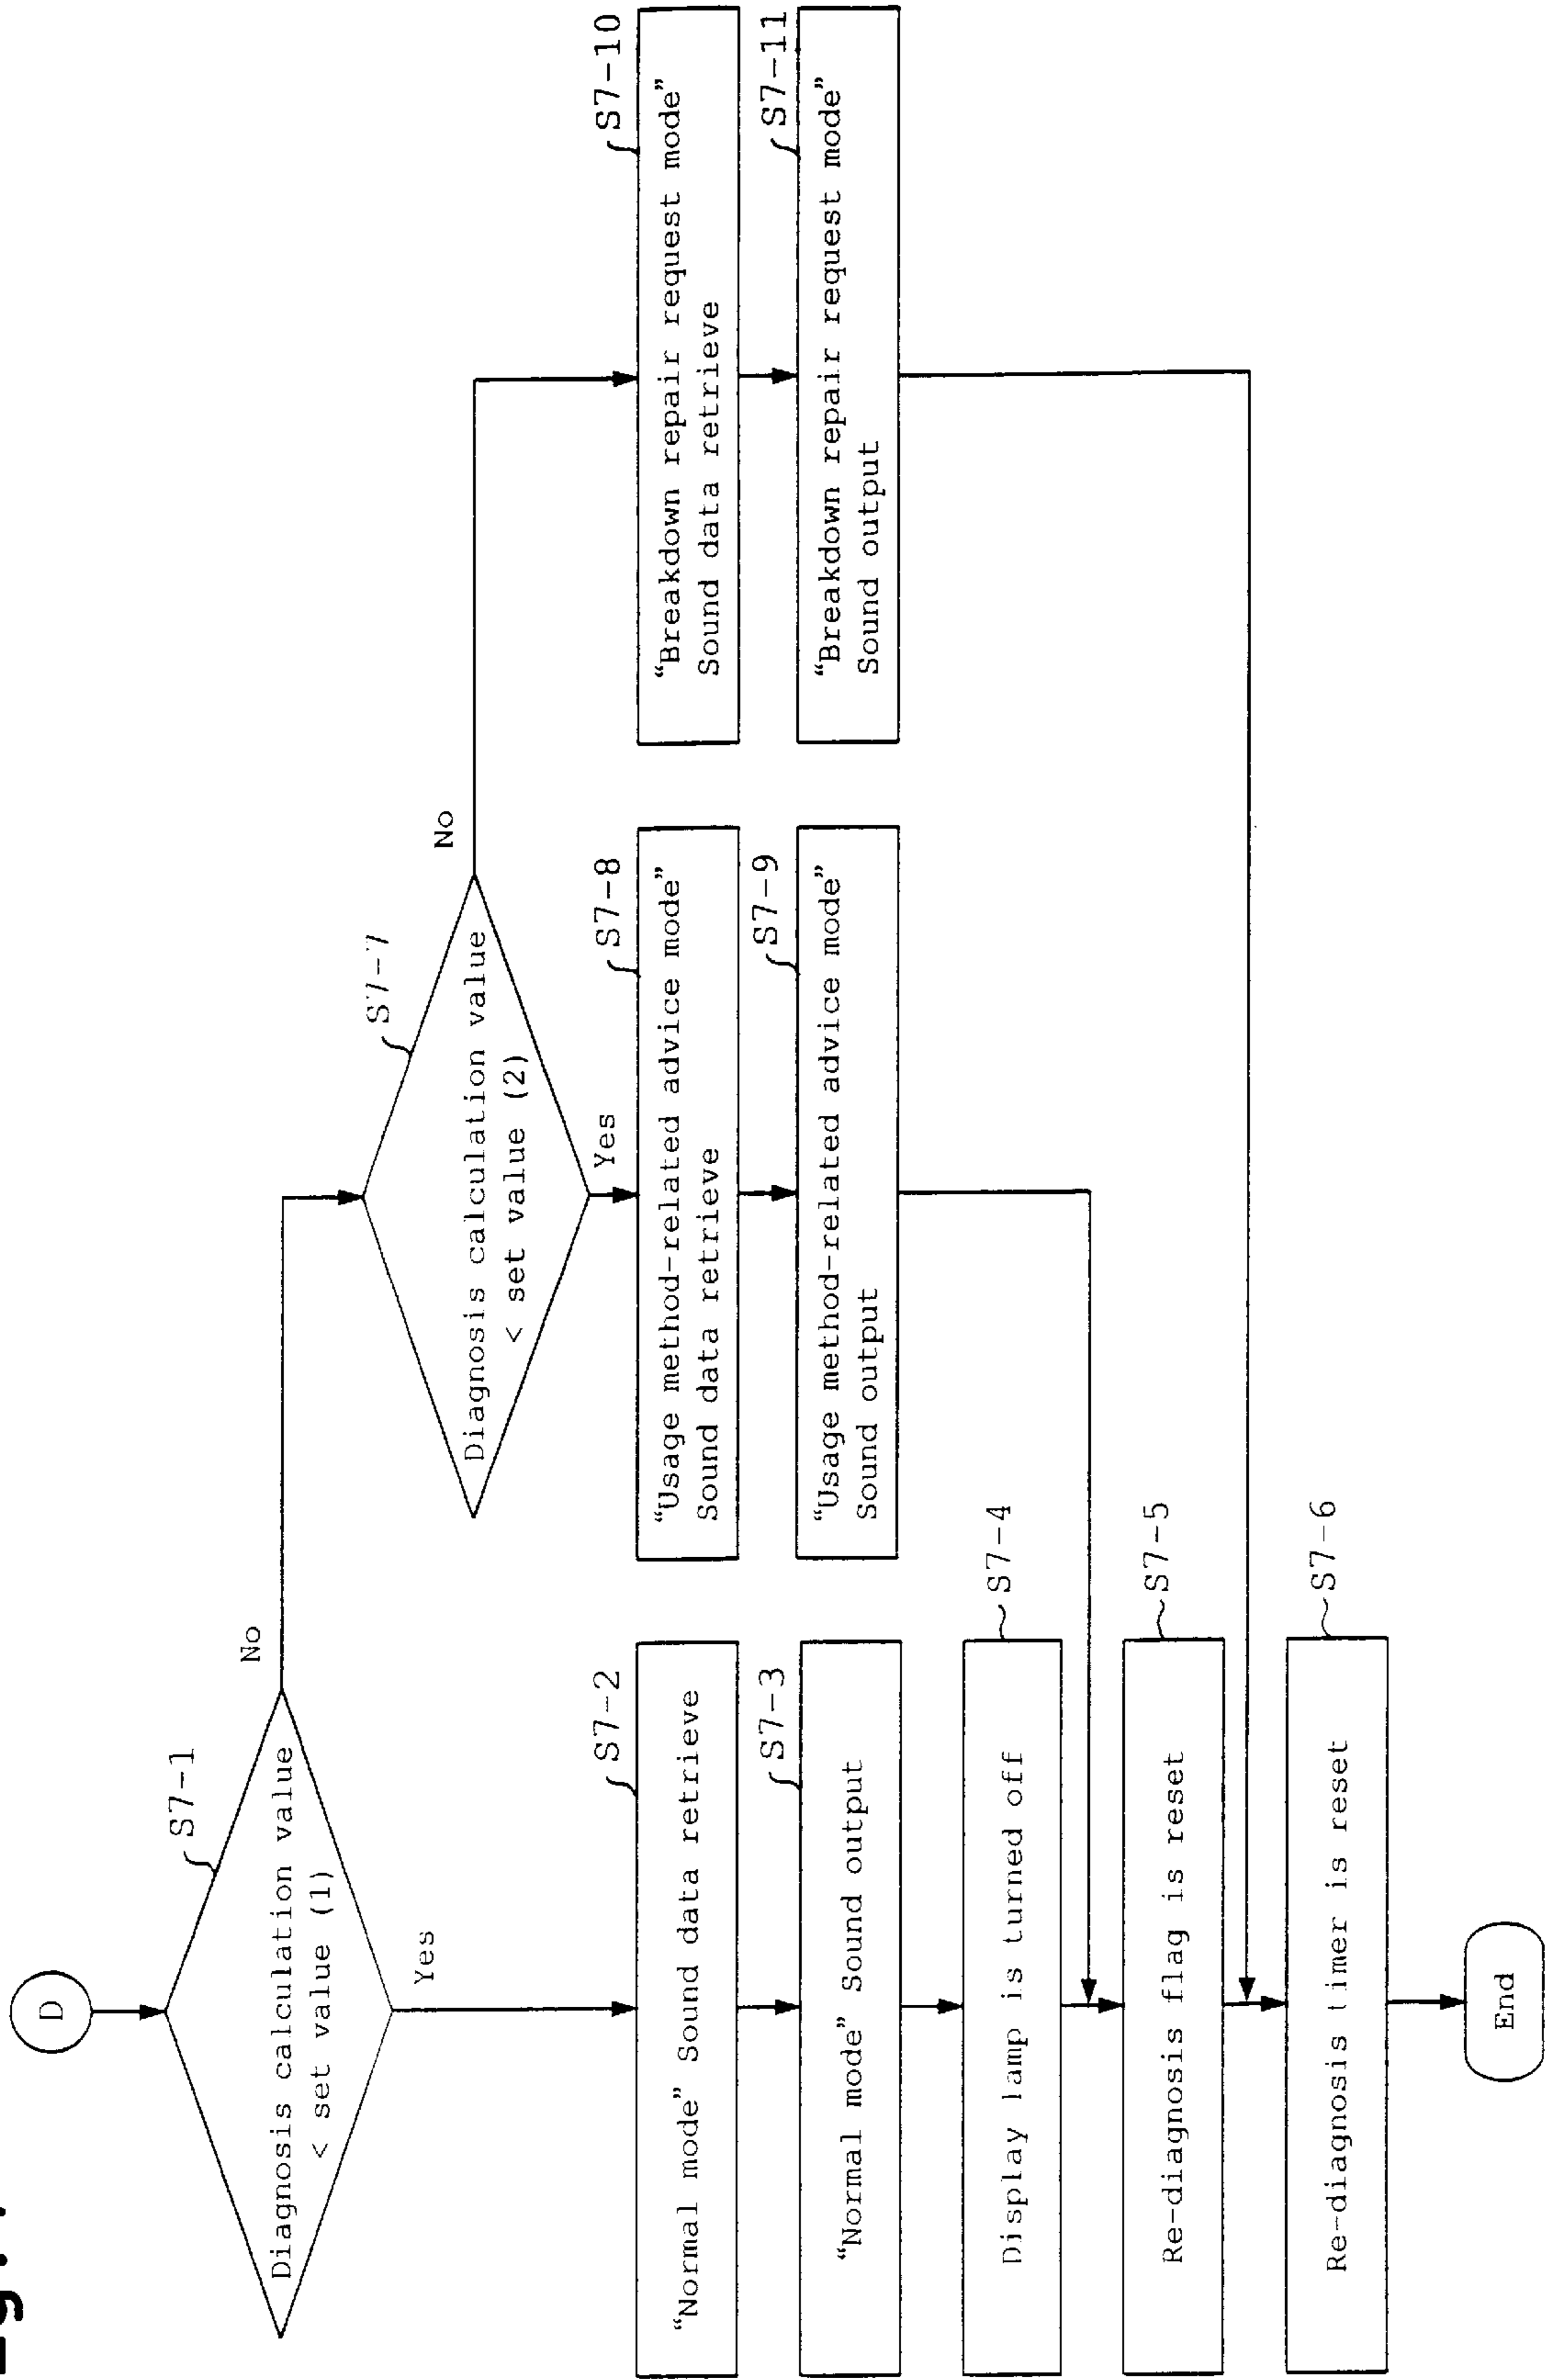 D
S7-1
Diagnosis calculation value
< set value (1)
No
Yes
S7-7
Diagnosis calculation value
< set value (2)
No
Yes
S7-2
"Normal mode" Sound data retrieve
S7-8
"Usage method-related advice mode"
Sound data retrieve
S7-10
"Breakdown repair request mode"
Sound data retrieve
S7-3
"Normal mode" Sound output
S7-9
"Usage method-related advice mode"
Sound output
S7-11
"Breakdown repair request mode"
Sound output
S7-4
Display lamp is turned off
S7-5
Re-diagnosis flag is reset
S7-6
Re-diagnosis timer is reset
End